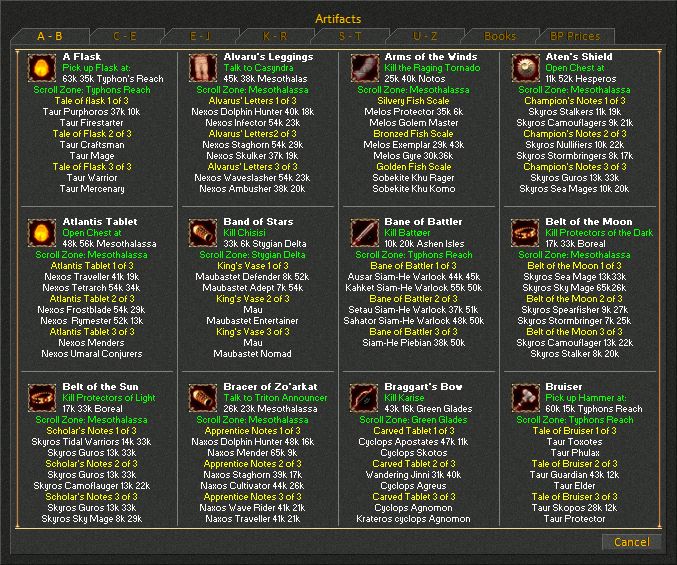 Artifacts
A - B
C - E
E - J
K - R
S - T
U - Z
Books
BP Prices
A Flask
Pick up Flask at:
63k 35k Typhon's Reach
Scroll Zone: Typhons Reach
Tale of flask 1 of 3
Taur Purphoros 37k 10k
Taur Firestarter
Tale of Flask 2 of 3
Taur Craftsman
Taur Mage
Tale of Flask 3 of 3
Taur Warrior
Taur Mercenary
Alvaru's Leggings
Talk to Casyndra
45k 38k Mesothalas
Scroll Zone: Mesothalassa
Alvarus' Letters 1 of 3
Nexos Dolphin Hunter 40k 18k
Nexos Infector 54k 23k
Alvarus' Letters2 of 3
Nexos Staghorn 54k 29k
Nexos Skulker 37k 19k
Alvarus' Letters 3 of 3
Nexos Waveslasher 54k 23k
Nexos Ambusher 38k 20k
Arms of the Winds
Kill the Raging Tornado
25k 40k Notos
Scroll Zone: Mesothalassa
Silvery Fish Scale
Melos Protector 35k 6k
Melos Golem Master
Bronzed Fish Scale
Melos Exemplar 29k 43k
Melos Gyre 30k36k
Golden Fish Scale
Sobekite Khu Rager
Sobekite Khu Komo
Aten's Shield
Open Chest at
11k 52k Hesperos
Scroll Zone: Mesothalassa
Champion's Notes 1 of 3
Skyros Stalkers 11k 19k
Skyros Camouflagers 9k 21k
Champion's Notes 2 of 3
Skyros Nullifiers 10k 22k
Skyros Stormbringers 8k 17k
Champion's Notes 3 of 3
Skyros Guros 13k 33k
Skyros Sea Mages 10k 20k
Atlantis Tablet
Open Chest at
48k 56k Mesothalassa
Scroll Zone: Mesothalassa
Atlantis Tablet 1 of 3
Nexos Traveller 41k 19k
Nexos Tetrarch 54k 34k
Atlantis Tablet 2 of 3
Nexos Frostblade 54k 29k
Nexos Rymester 52k 13k
Atlantis Tablet 3 of 3
Nexos Menders
Nexos Umaral Conjurers
Band of Stars
Kill Chisisi
33k 6k Stygian Delta
Scroll Zone: Stygian Delta
King's Vase 1 of 3
Maubastet Defender 8k 52k
Maubastet Adept 7k 54k
King's Vase 2 of 3
Mau
Maubastet Entertainer
King's Vase 3 of 3
Mau
Maubastet Nomad
Bane of Battler
Kill Battøer
10k 20k Ashen Isles
Scroll Zone: Typhons Reach
Bane of Battler 1 of 3
Ausar Siam-He Warlock 44k 45k
Kahket Siam-He Warlock 55k 50k
Bane of Battler 2 of 3
Setau Siam-He Warlock 37k 51k
Sahator Siam-He Warlock 48k 50k
Bane of Battler 3 of 3
Siam-He Piebian 38k 50k
Belt of the Moon
Kill Protectors of the Dark
17k 33k Boreal
Scroll Zone: Mesothalassa
Belt of the Moon 1 of 3
Skyros Sea Mage 13k33k
Skyros Sky Mage 65k26k
Belt of the Moon 2 of 3
Skyros Spearfisher 9k 27k
Skyros Stormbringer 7k 25k
Belt of the Moon 3 of 3
Skyros Camouflager 13k 22k
Skyros Stalker 8k 20k
Belt of the Sun
Kill Protectors of Light
17k 33k Boreal
Scroll Zone: Mesothalassa
Scholar's Notes 1 of 3
Skyros Tidal Warriors 14k 33k
Skyros Guros 13k 33k
Scholar's Notes 2 of 3
Skyros Guros 13k 33k
Skyros Camoflauger 13k 22k
Scholar's Notes 3 of 3
Skyros Guros 13k 33k
Skyros Sky Mage 8k 29k
Bracer of Zo'arkat
Talk to Triton Announcer
26k 23k Mesothalassa
Scroll Zone: Mesothalassa
Apprentice Notes 1 of 3
Naxos Dolphin Hunter 48k 16k
Naxos Mender 65k 9k
Apprentice Notes 2 of 3
Naxos Staghorn 39k 17k
Naxos Cultivator 44k 26k
Apprentice Notes 3 of 3
Naxos Wave Rider 41k 21k
Naxos Traveller 41k 21k
Braggart's Bow
Kill Karise
43k 16k Green Glades
Scroll Zone: Green Glades
Carved Tablet 1 of 3
Cyclops Apostates 47k 11k
Cyclops Skotos
Carved Tablet 2 of 3
Wandering Jinni 31k 40k
Cyclops Agreus
Carved Tablet 3 of 3
Cyclops Agnomon
Krateros cyclops Agnomon
Bruiser
Pick up Hammer at:
60k 15k Typhons Reach
Scroll Zone: Typhons Reach
Tale of Bruiser 1 of 3
Taur Toxotes
Taur Phulax
Tale of Bruiser 2 of 3
Taur Guardian 43k 12k
Taur Elder
Tale of Bruiser 3 of 3
Taur Skopos 28k 12k
Taur Protector
Cancel